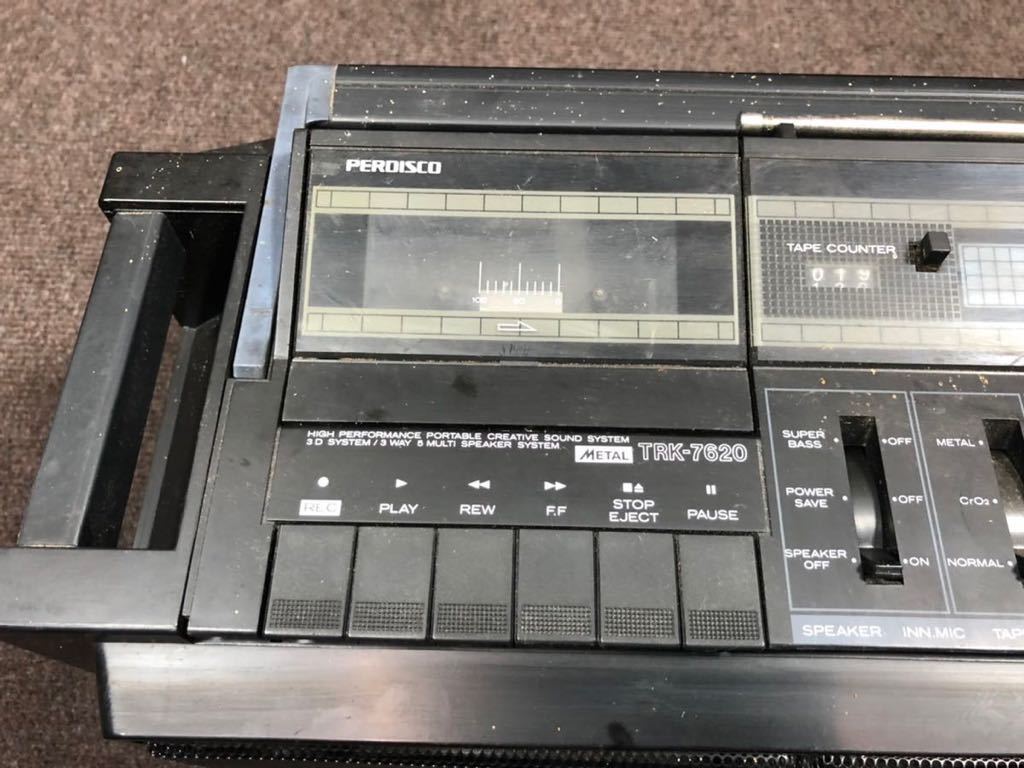 PERDISCO
TAPE COUNTER
100 50 0
HIGH PERFORMANCE PORTABLE CREATIVE SOUND SYSTEM
3D SYSTEM / 3 WAY 5 MULTI SPEAKER SYSTEM METAL TRK-7620
REC PLAY REW F.F STOP EJECT PAUSE
SUPER BASS OFF
POWER SAVE OFF
SPEAKER OFF ON
METAL
CrO2
NORMAL
SPEAKER INN.MIC